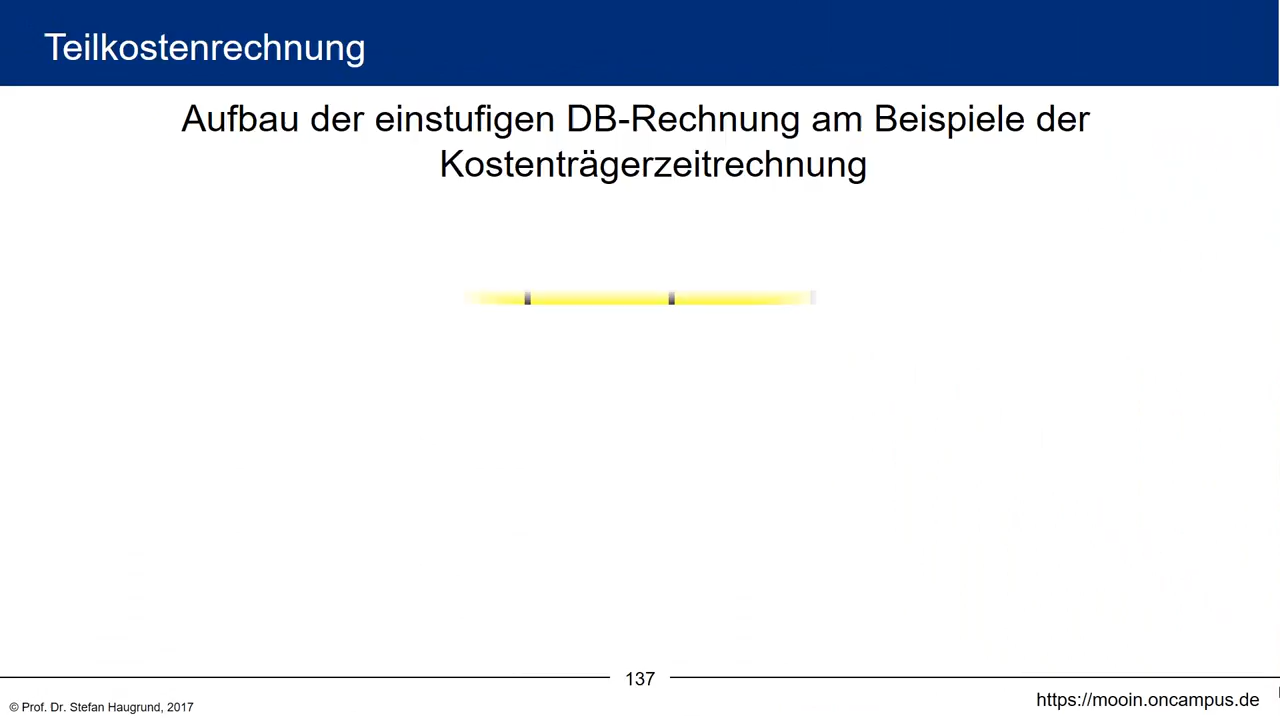 Teilkostenrechnung
Aufbau der einstufigen DB-Rechnung am Beispiele der
Kostenträgerzeitrechnung
137
© Prof. Dr. Stefan Haugrund, 2017
https://mooin.oncampus.de